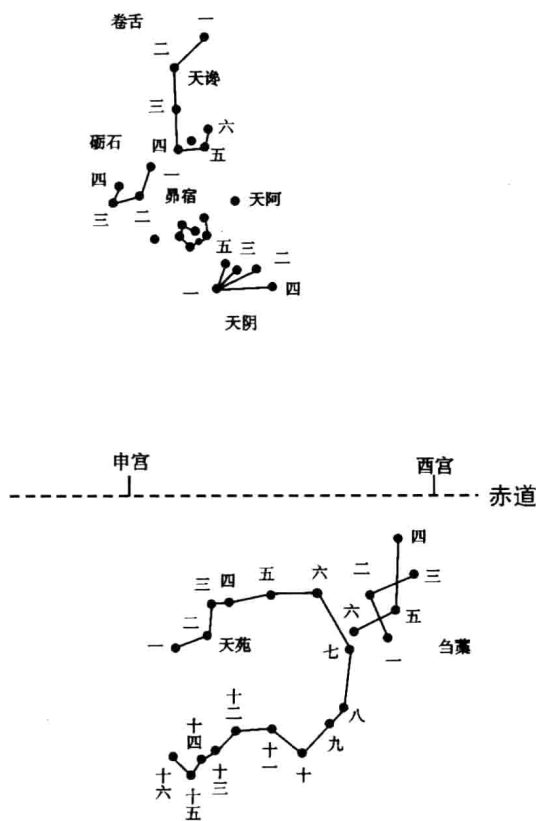 卷舌
一
二
天谗
三
六
四
五
砺石
一
四
昴宿
天阿
三
二
五
三
二
一
四
天阴
申宫
酉宫
赤道
四
三
二
三
四
五
六
六
五
二
一
天苑
七
一
刍藁
八
十二
九
十四
十一
十
十三
十六
十五